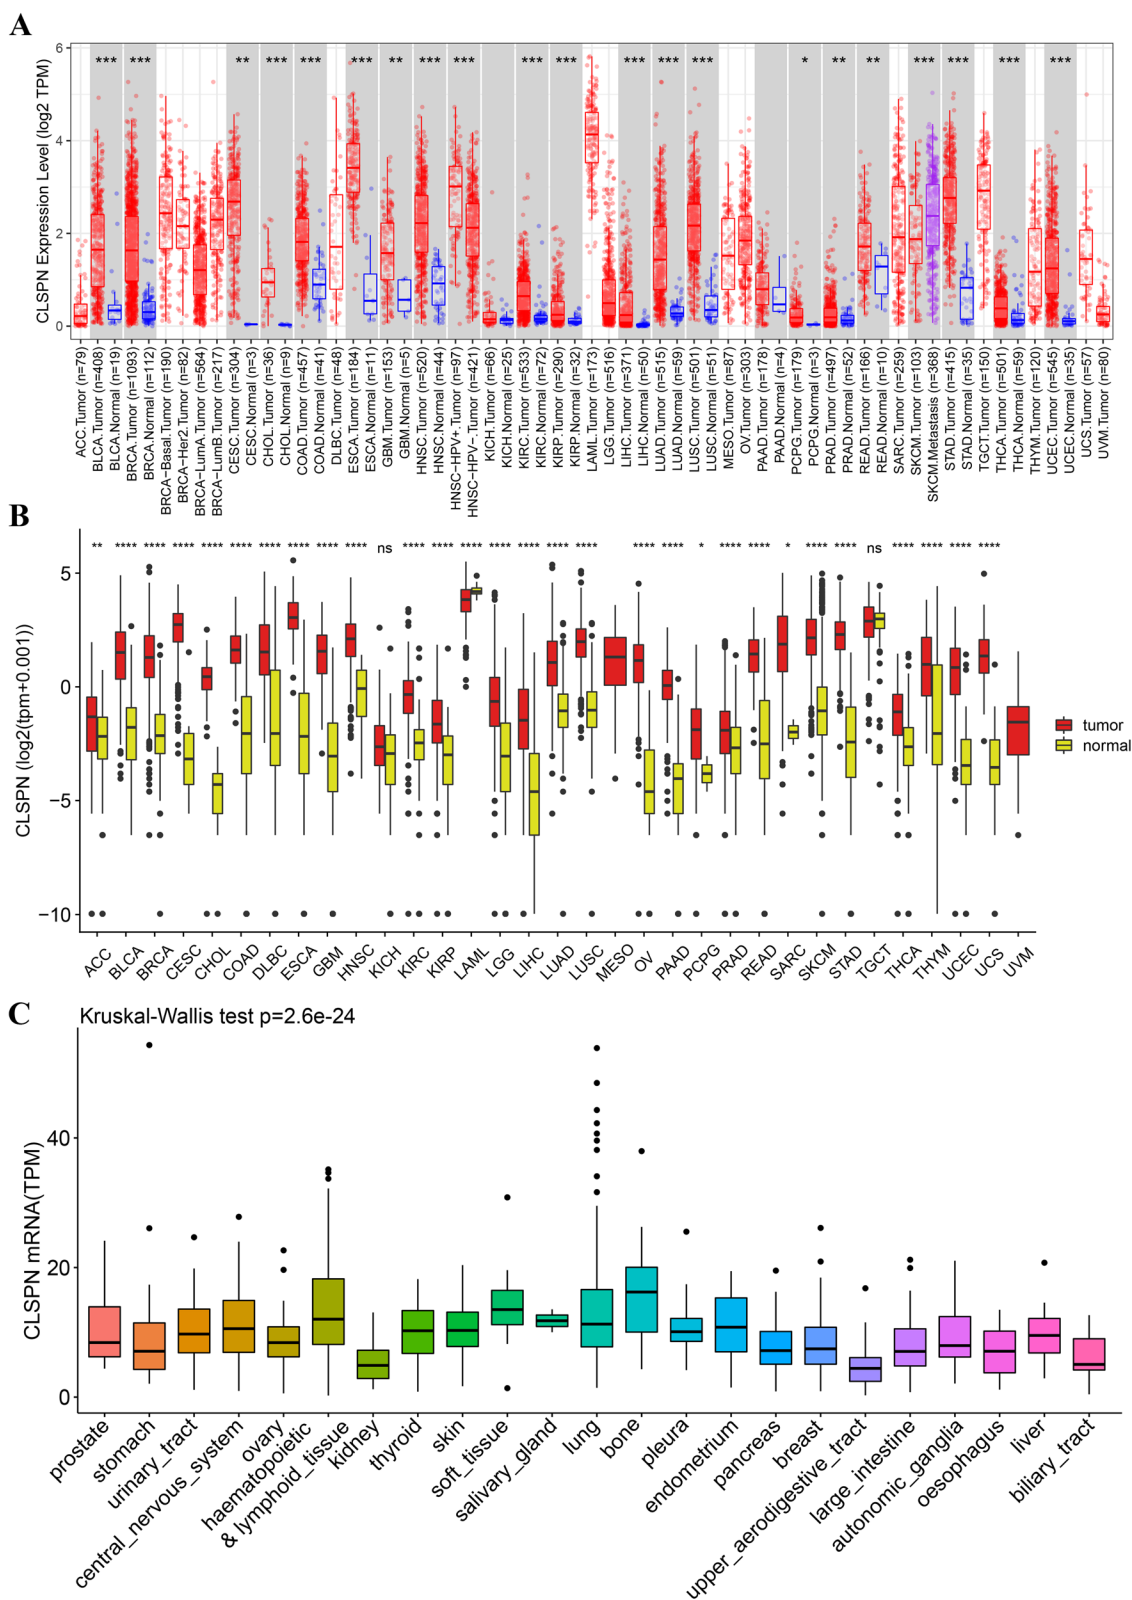 A
CLSPN Expression Level (log2 TPM)
6
4
2
0
*** *** ** *** *** *** ** *** *** *** *** *** *** *** * ** ** *** *** *** ***
ACC.Tumor (n=79)
BLCA.Tumor (n=408)
BLCA.Normal (n=19)
BRCA.Tumor (n=1093)
BRCA.Normal (n=112)
BRCA-Basal.Tumor (n=190)
BRCA-Her2.Tumor (n=82)
BRCA-LumA.Tumor (n=564)
BRCA-LumB.Tumor (n=217)
CESC.Tumor (n=304)
CESC.Normal (n=3)
CHOL.Tumor (n=36)
CHOL.Normal (n=9)
COAD.Tumor (n=457)
COAD.Normal (n=41)
DLBC.Tumor (n=48)
ESCA.Tumor (n=184)
ESCA.Normal (n=11)
GBM.Tumor (n=153)
GBM.Normal (n=5)
HNSC.Tumor (n=520)
HNSC.Normal (n=44)
HNSC-HPV+.Tumor (n=97)
HNSC-HPV-.Tumor (n=421)
KICH.Tumor (n=66)
KICH.Normal (n=25)
KIRC.Tumor (n=533)
KIRC.Normal (n=72)
KIRP.Tumor (n=290)
KIRP.Normal (n=32)
LAML.Tumor (n=173)
LGG.Tumor (n=516)
LIHC.Tumor (n=371)
LIHC.Normal (n=50)
LUAD.Tumor (n=515)
LUAD.Normal (n=59)
LUSC.Tumor (n=501)
LUSC.Normal (n=51)
MESO.Tumor (n=87)
OV.Tumor (n=303)
PAAD.Tumor (n=178)
PAAD.Normal (n=4)
PCPG.Tumor (n=179)
PCPG.Normal (n=3)
PRAD.Tumor (n=497)
PRAD.Normal (n=52)
READ.Tumor (n=166)
READ.Normal (n=10)
SARC.Tumor (n=259)
SKCM.Tumor (n=103)
SKCM.Metastasis (n=368)
STAD.Tumor (n=415)
STAD.Normal (n=35)
TGCT.Tumor (n=150)
THCA.Tumor (n=501)
THCA.Normal (n=59)
THYM.Tumor (n=120)
UCEC.Tumor (n=545)
UCEC.Normal (n=35)
UCS.Tumor (n=57)
UVM.Tumor (n=80)
B
CLSPN (log2(tpm+0.001))
5
0
−5
−10
** **** **** **** **** **** **** **** **** **** ns **** **** **** **** **** **** **** **** **** * **** **** * **** **** ns **** **** **** ****
tumor
normal
ACC
BLCA
BRCA
CESC
CHOL
COAD
DLBC
ESCA
GBM
HNSC
KICH
KIRC
KIRP
LAML
LGG
LIHC
LUAD
LUSC
MESO
OV
PAAD
PCPG
PRAD
READ
SARC
SKCM
STAD
TGCT
THCA
THYM
UCEC
UCS
UVM
C
Kruskal-Wallis test p=2.6e-24
CLSPN mRNA(TPM)
40
20
0
prostate
stomach
urinary_tract
central_nervous_system
ovary
haematopoietic
& lymphoid_tissue
kidney
thyroid
skin
soft_tissue
salivary_gland
lung
bone
pleura
endometrium
pancreas
breast
upper_aerodigestive_tract
large_intestine
autonomic_ganglia
oesophagus
liver
biliary_tract